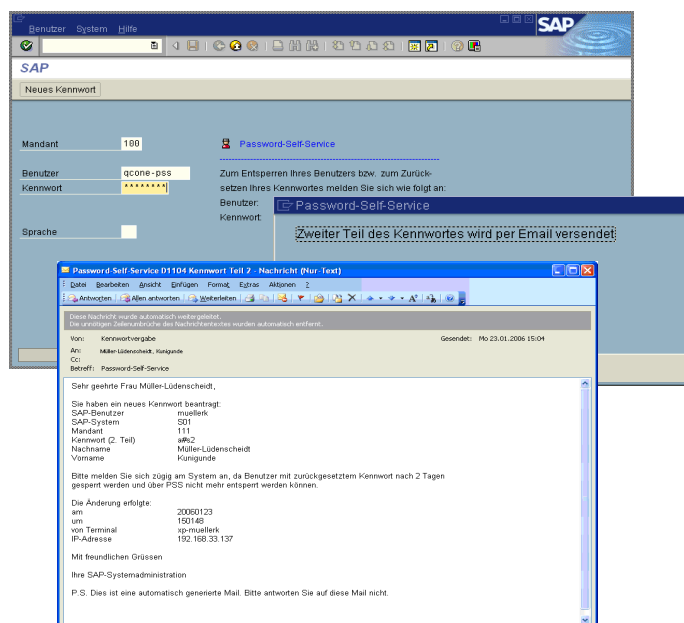 Benutzer System Hilfe
SAP
SAP
Neues Kennwort
Mandant 100
Password-Self-Service
Benutzer qcone-pss
Zum Entsperren Ihres Benutzers bzw. zum Zurück-
Kennwort ********
setzen Ihres Kennwortes melden Sie sich wie folgt an:
Benutzer:
Kennwort
Sprache
Password-Self-Service
Zweiter Teil des Kennwortes wird per Email versendet
Password-Self-Service D1104 Kennwort Teil 2 - Nachricht (Nur-Text)
Datei Bearbeiten Ansicht Einfügen Format Extras Aktionen ?
Antworten Allen antworten Weiterleiten
Diese Nachricht wurde automatisch weitergeleitet.
Die unnötigen Zeilenumbrüche des Nachrichtentextes wurden automatisch entfernt.
Von: Kennwortvergabe Gesendet: Mo 23.01.2006 15:04
An: Müller-Lüdenscheidt, Kunigunde
Cc:
Betreff: Password-Self-Service
Sehr geehrte Frau Müller-Lüdenscheidt,
Sie haben ein neues Kennwort beantragt:
SAP-Benutzer muellerk
SAP-System S01
Mandant 111
Kennwort (2. Teil) a#s2
Nachname Müller-Lüdenscheidt
Vorname Kunigunde
Bitte melden Sie sich zügig am System an, da Benutzer mit zurückgesetztem Kennwort nach 2 Tagen
gesperrt werden und über PSS nicht mehr entsperrt werden können.
Die Änderung erfolgte:
am 20060123
um 150148
von Terminal xp-muellerk
IP-Adresse 192.168.33.137
Mit freundlichen Grüssen
Ihre SAP-Systemadministration
P.S. Dies ist eine automatisch generierte Mail. Bitte antworten Sie auf diese Mail nicht.